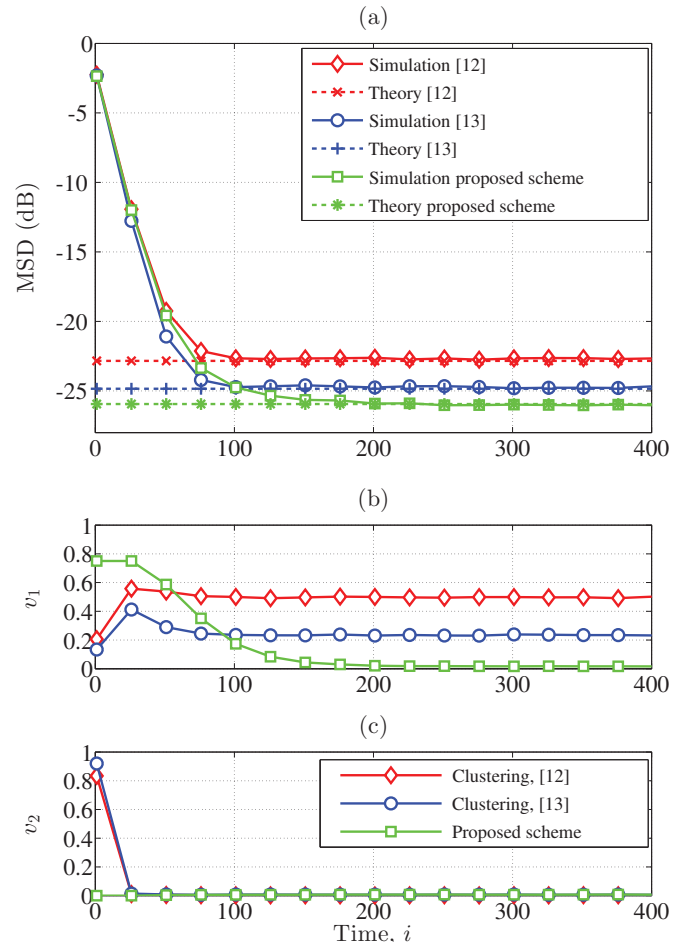 (a)
0
-5
-10
-15
-20
-25
MSD (dB)
Simulation [12]
Theory [12]
Simulation [13]
Theory [13]
Simulation proposed scheme
Theory proposed scheme
0 100 200 300 400
(b)
1
0.8
0.6
0.4
0.2
0
v1
0 100 200 300 400
(c)
1
0.8
0.6
0.4
0.2
0
v2
Clustering, [12]
Clustering, [13]
Proposed scheme
0 100 200 300 400
Time, i